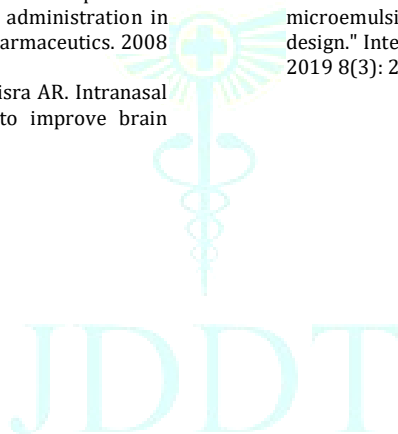 administration in
armaceutics. 2008
isra AR. Intranasal
to improve brain
microemulsi
design." Inte
2019 8(3): 2
JDDT